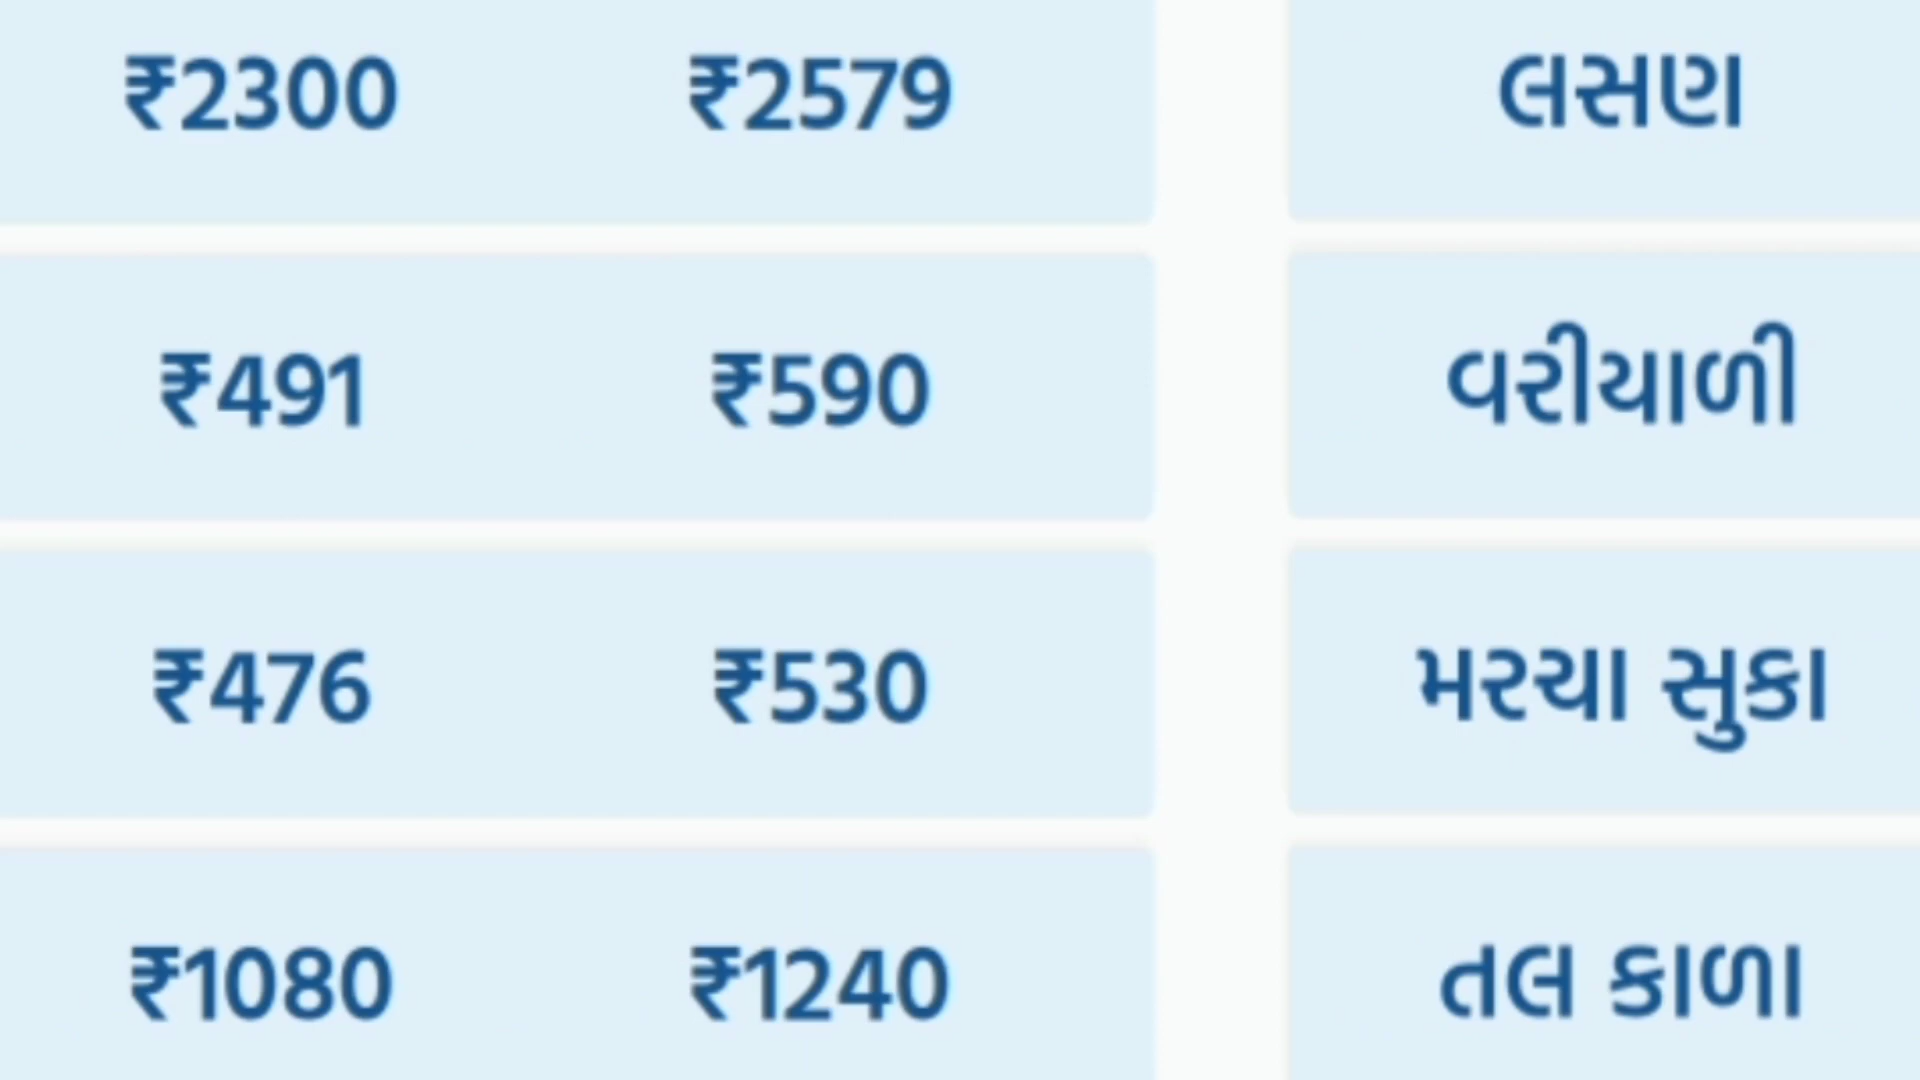 ₹2300 ₹2579 લસણ
₹491 ₹590 વરીયાળી
₹476 ₹530 મરચા સુકા
₹1080 ₹1240 તલ કાળા